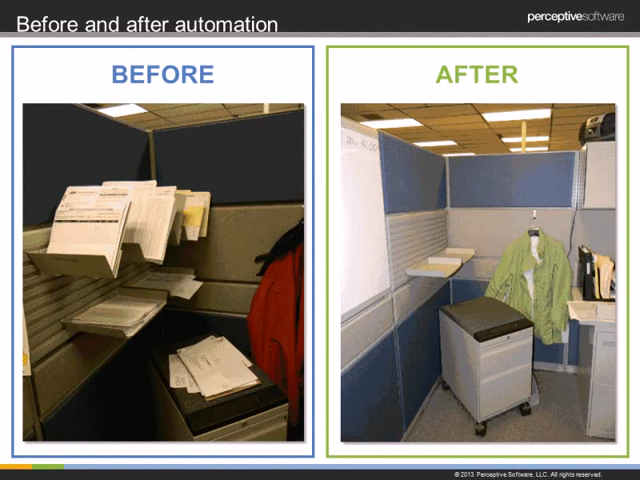 Before and after automation
perceptivesoftware
BEFORE
AFTER
© 2013 Perceptive Software, LLC. All rights reserved.